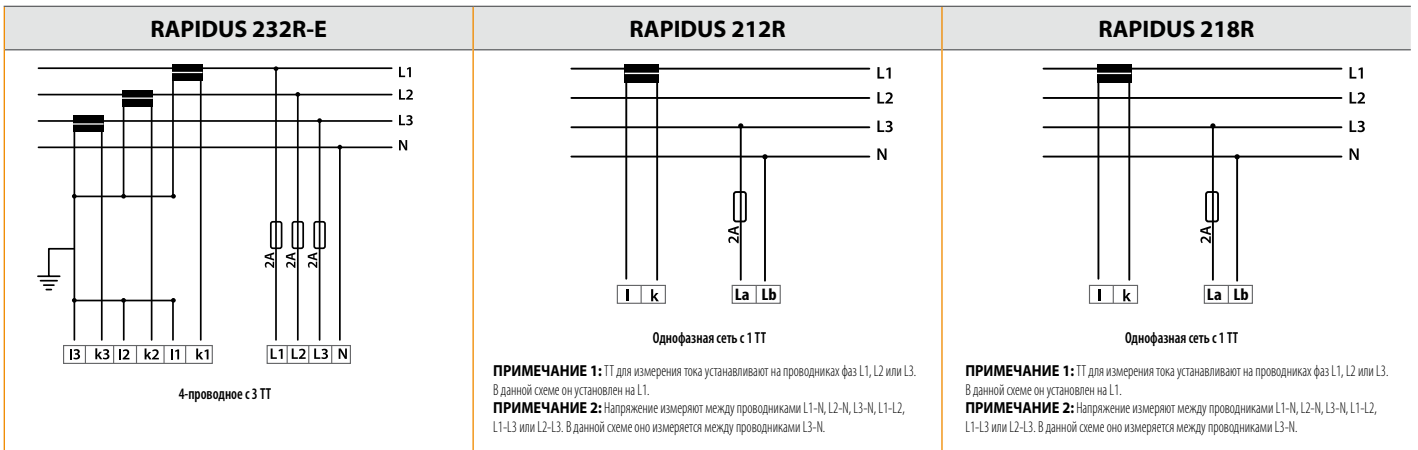 RAPIDUS 232R-E
L1
L2
L3
N
2A
2A
2A
l3 k3 l2 k2 l1 k1
L1 L2 L3 N
4-проводное с 3 ТТ
RAPIDUS 212R
L1
L2
L3
N
2A
l k
La Lb
Однофазная сеть с 1 ТТ
ПРИМЕЧАНИЕ 1: ТТ для измерения тока устанавливают на проводниках фаз L1, L2 или L3.
В данной схеме он установлен на L1.
ПРИМЕЧАНИЕ 2: Напряжение измеряют между проводниками L1-N, L2-N, L3-N, L1-L2,
L1-L3 или L2-L3. В данной схеме оно измеряется между проводниками L3-N.
RAPIDUS 218R
L1
L2
L3
N
2A
l k
La Lb
Однофазная сеть с 1 ТТ
ПРИМЕЧАНИЕ 1: ТТ для измерения тока устанавливают на проводниках фаз L1, L2 или L3.
В данной схеме он установлен на L1.
ПРИМЕЧАНИЕ 2: Напряжение измеряют между проводниками L1-N, L2-N, L3-N, L1-L2,
L1-L3 или L2-L3. В данной схеме оно измеряется между проводниками L3-N.